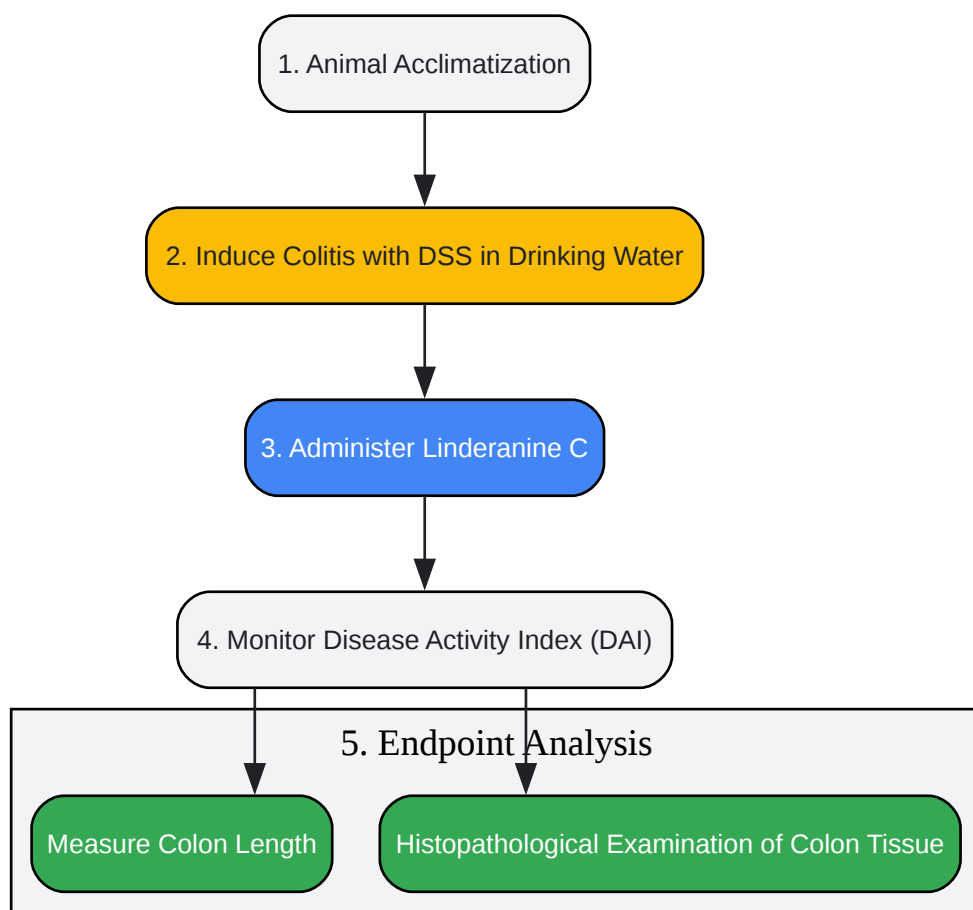 1. Animal Acclimatization
2. Induce Colitis with DSS in Drinking Water
3. Administer Linderanine C
4. Monitor Disease Activity Index (DAI)
5. Endpoint Analysis
Measure Colon Length
Histopathological Examination of Colon Tissue